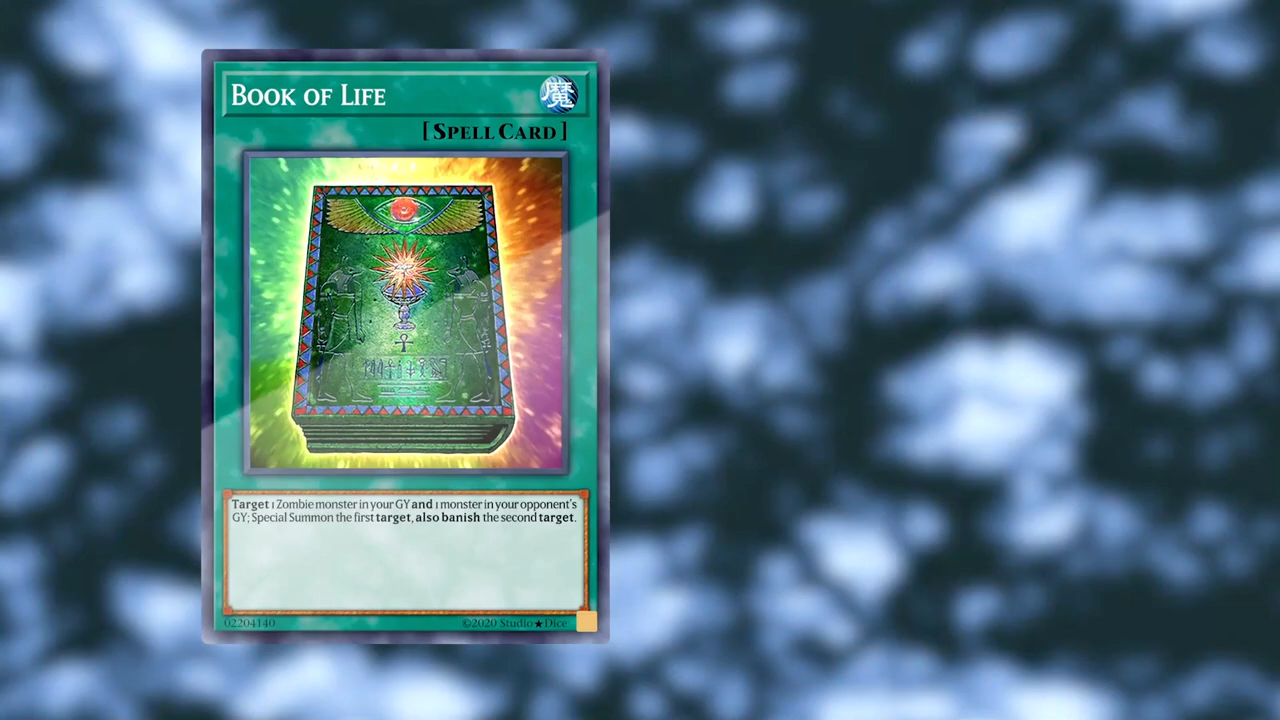 Book of Life
魔
[Spell Card]
Target 1 Zombie monster in your GY and 1 monster in your opponent's
GY; Special Summon the first target, also banish the second target.
02204140
©2020 Studio★Dice